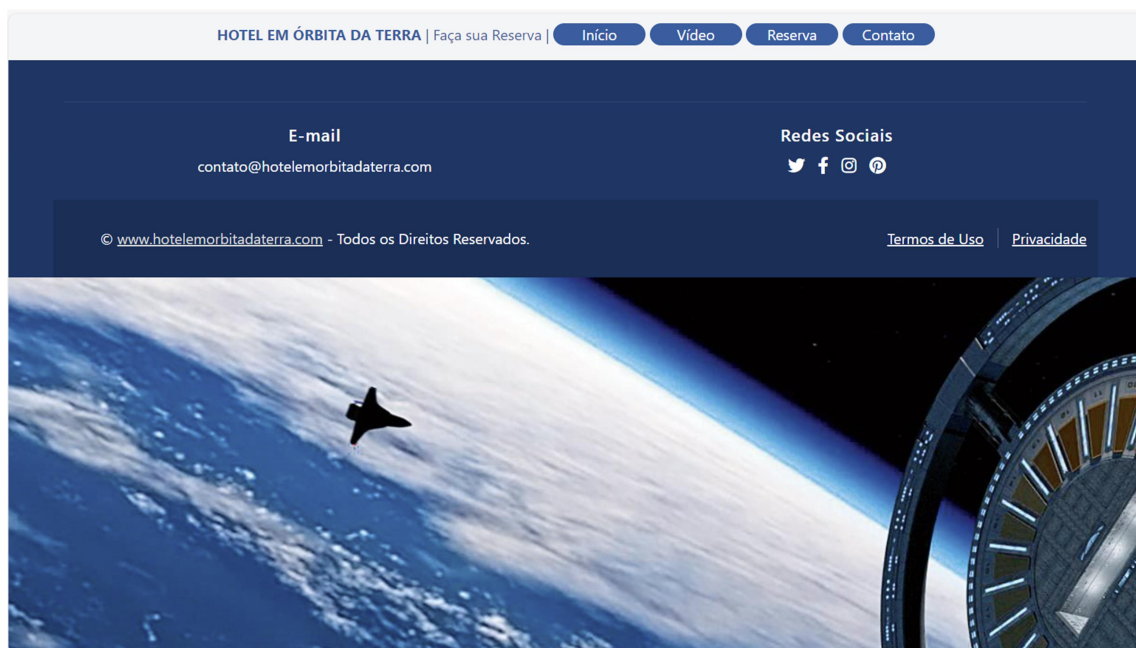 HOTEL EM ÓRBITA DA TERRA | Faça sua Reserva | Início Vídeo Reserva Contato
E-mail
contato@hotelemorbitadaterra.com
Redes Sociais
© www.hotelemorbitadaterra.com - Todos os Direitos Reservados.
Termos de Uso
Privacidade